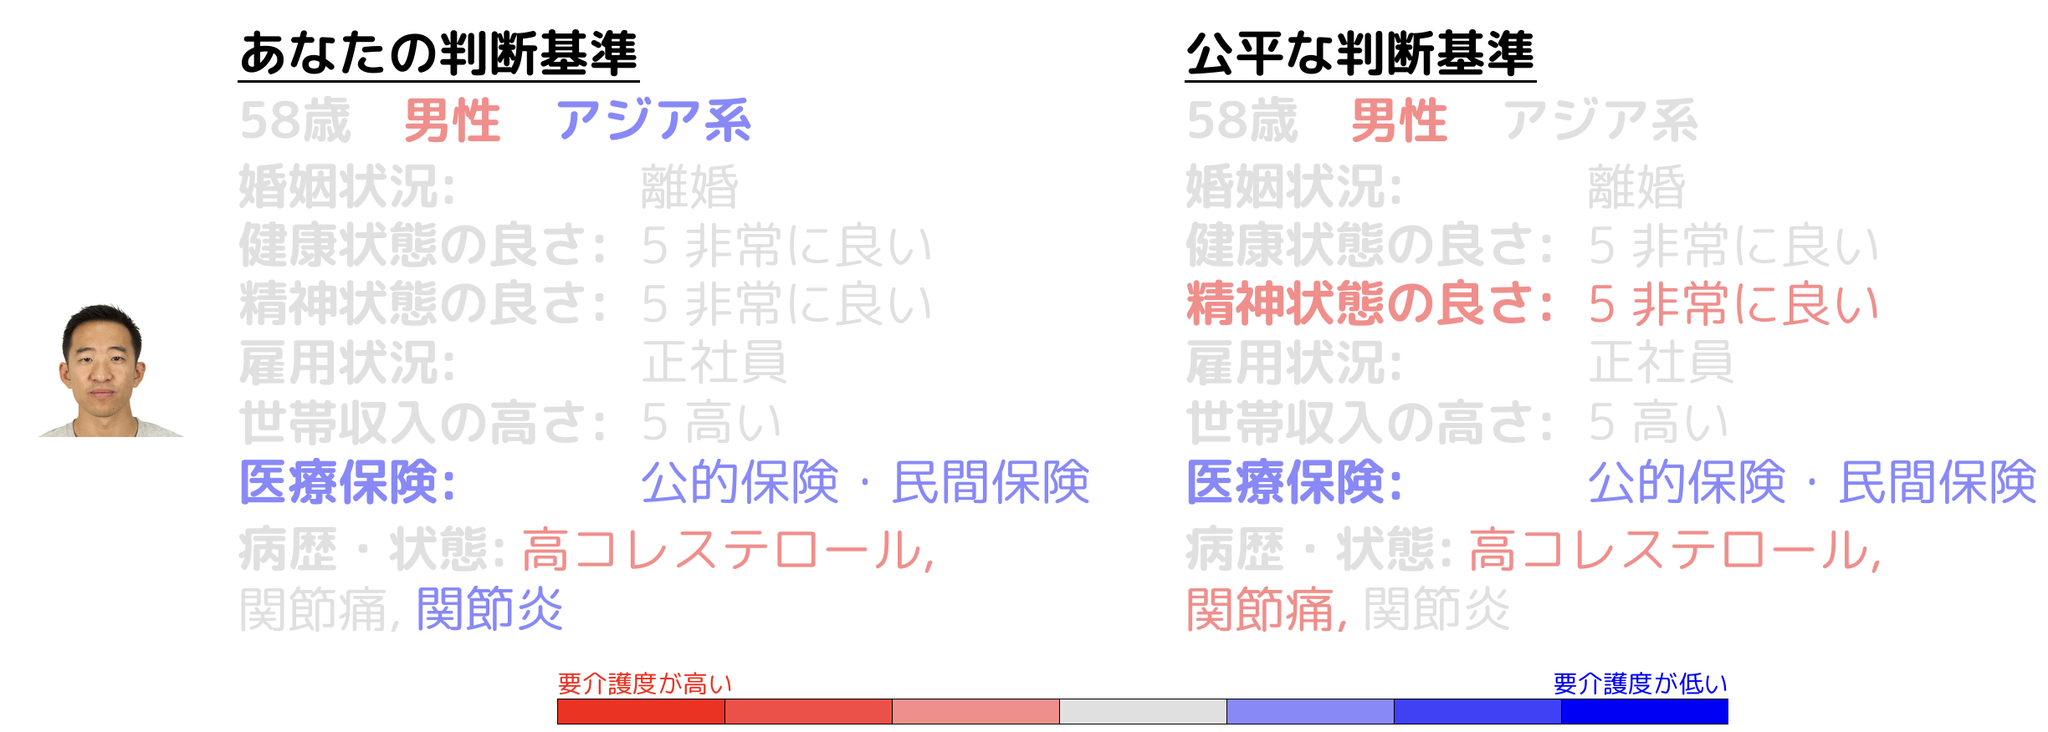 あなたの判断基準
58歳 男性 アジア系
婚姻状況: 離婚
健康状態の良さ: 5 非常に良い
精神状態の良さ: 5 非常に良い
雇用状況: 正社員
世帯収入の高さ: 5 高い
医療保険: 公的保険・民間保険
病歴・状態: 高コレステロール,
関節痛, 関節炎
公平な判断基準
58歳 男性 アジア系
婚姻状況: 離婚
健康状態の良さ: 5 非常に良い
精神状態の良さ: 5 非常に良い
雇用状況: 正社員
世帯収入の高さ: 5 高い
医療保険: 公的保険・民間保険
病歴・状態: 高コレステロール,
関節痛, 関節炎
要介護度が高い
要介護度が低い